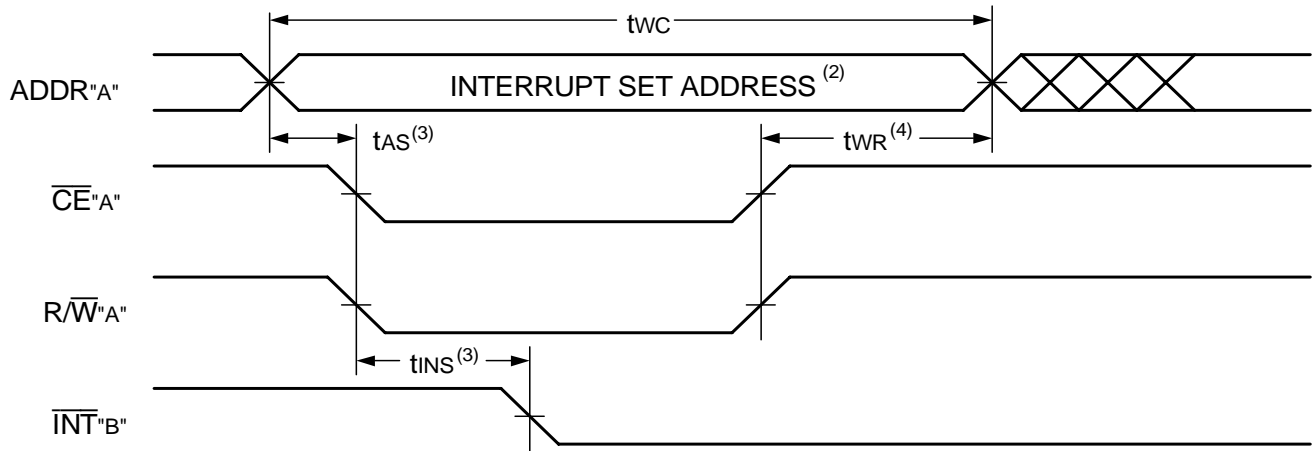 tWC
ADDR"A" INTERRUPT SET ADDRESS (2)
tAS(3) tWR(4)
CE"A"
R/W"A"
tINS(3)
INT"B"